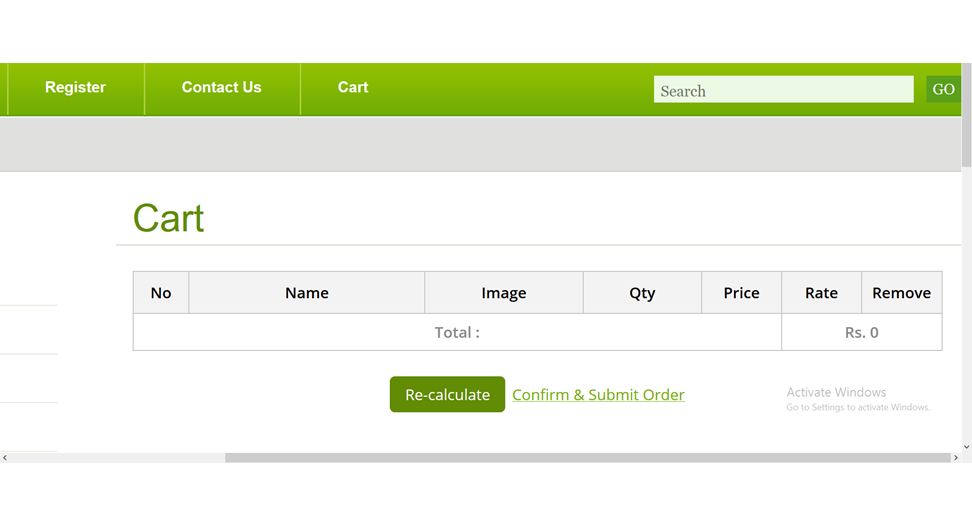 Register Contact Us Cart Search GO
Cart
No Name Image Qty Price Rate Remove
Total : Rs. 0
Re-calculate Confirm & Submit Order
Activate Windows
Go to Settings to activate Windows.